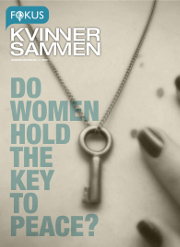 FOKUS
KVINNER
SAMMEN
DO
WOMEN
HOLD
THE
KEY
TO
PEACE?